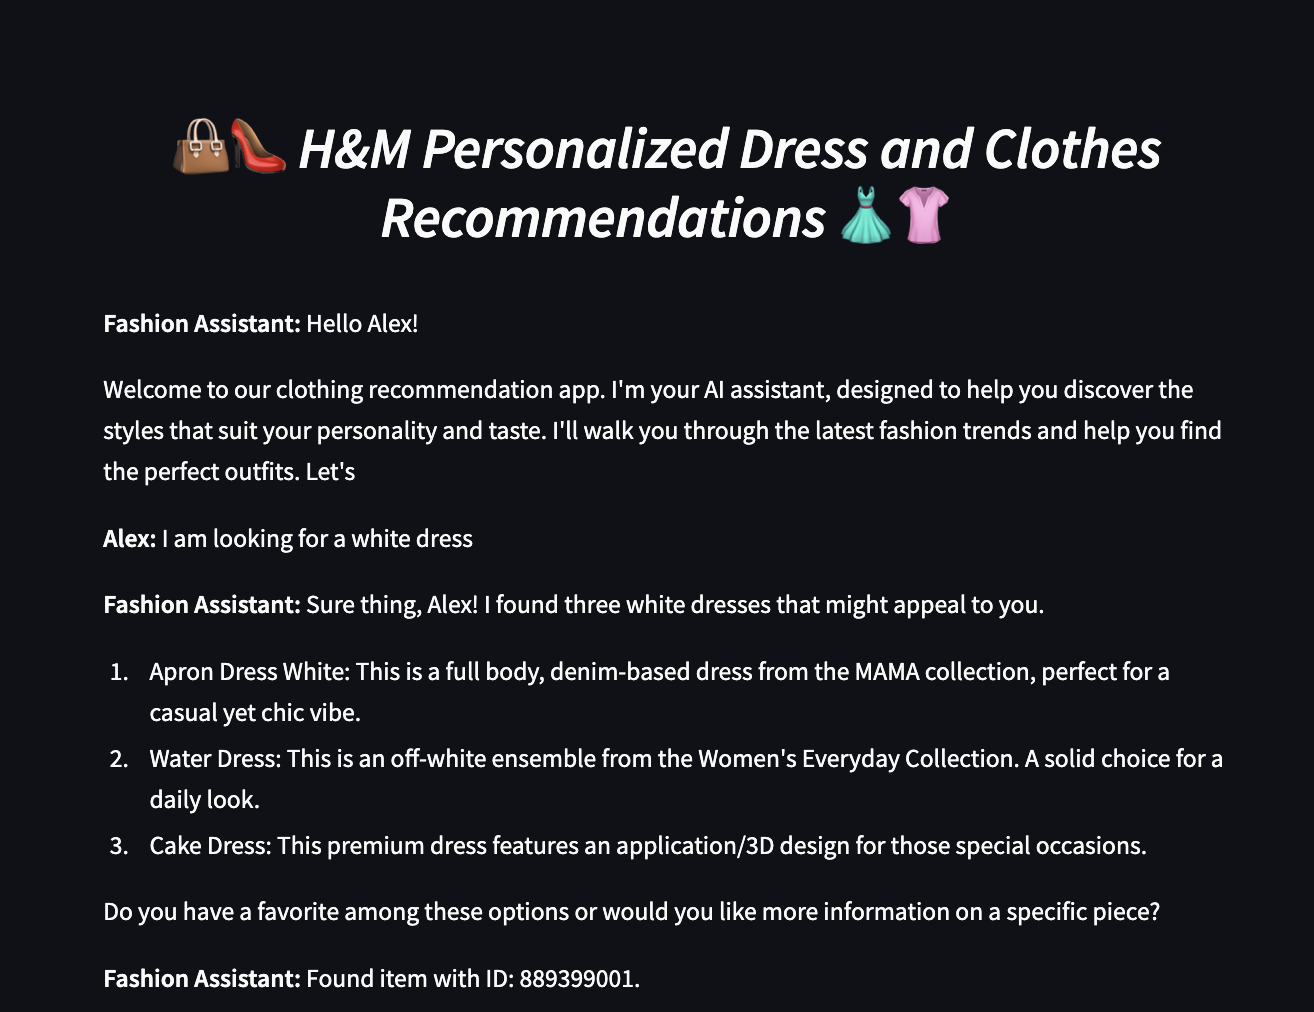 👜👠 H&M Personalized Dress and Clothes
Recommendations 👗👚
Fashion Assistant: Hello Alex!
Welcome to our clothing recommendation app. I'm your AI assistant, designed to help you discover the
styles that suit your personality and taste. I'll walk you through the latest fashion trends and help you find
the perfect outfits. Let's
Alex: I am looking for a white dress
Fashion Assistant: Sure thing, Alex! I found three white dresses that might appeal to you.
1. Apron Dress White: This is a full body, denim-based dress from the MAMA collection, perfect for a
casual yet chic vibe.
2. Water Dress: This is an off-white ensemble from the Women's Everyday Collection. A solid choice for a
daily look.
3. Cake Dress: This premium dress features an application/3D design for those special occasions.
Do you have a favorite among these options or would you like more information on a specific piece?
Fashion Assistant: Found item with ID: 889399001.